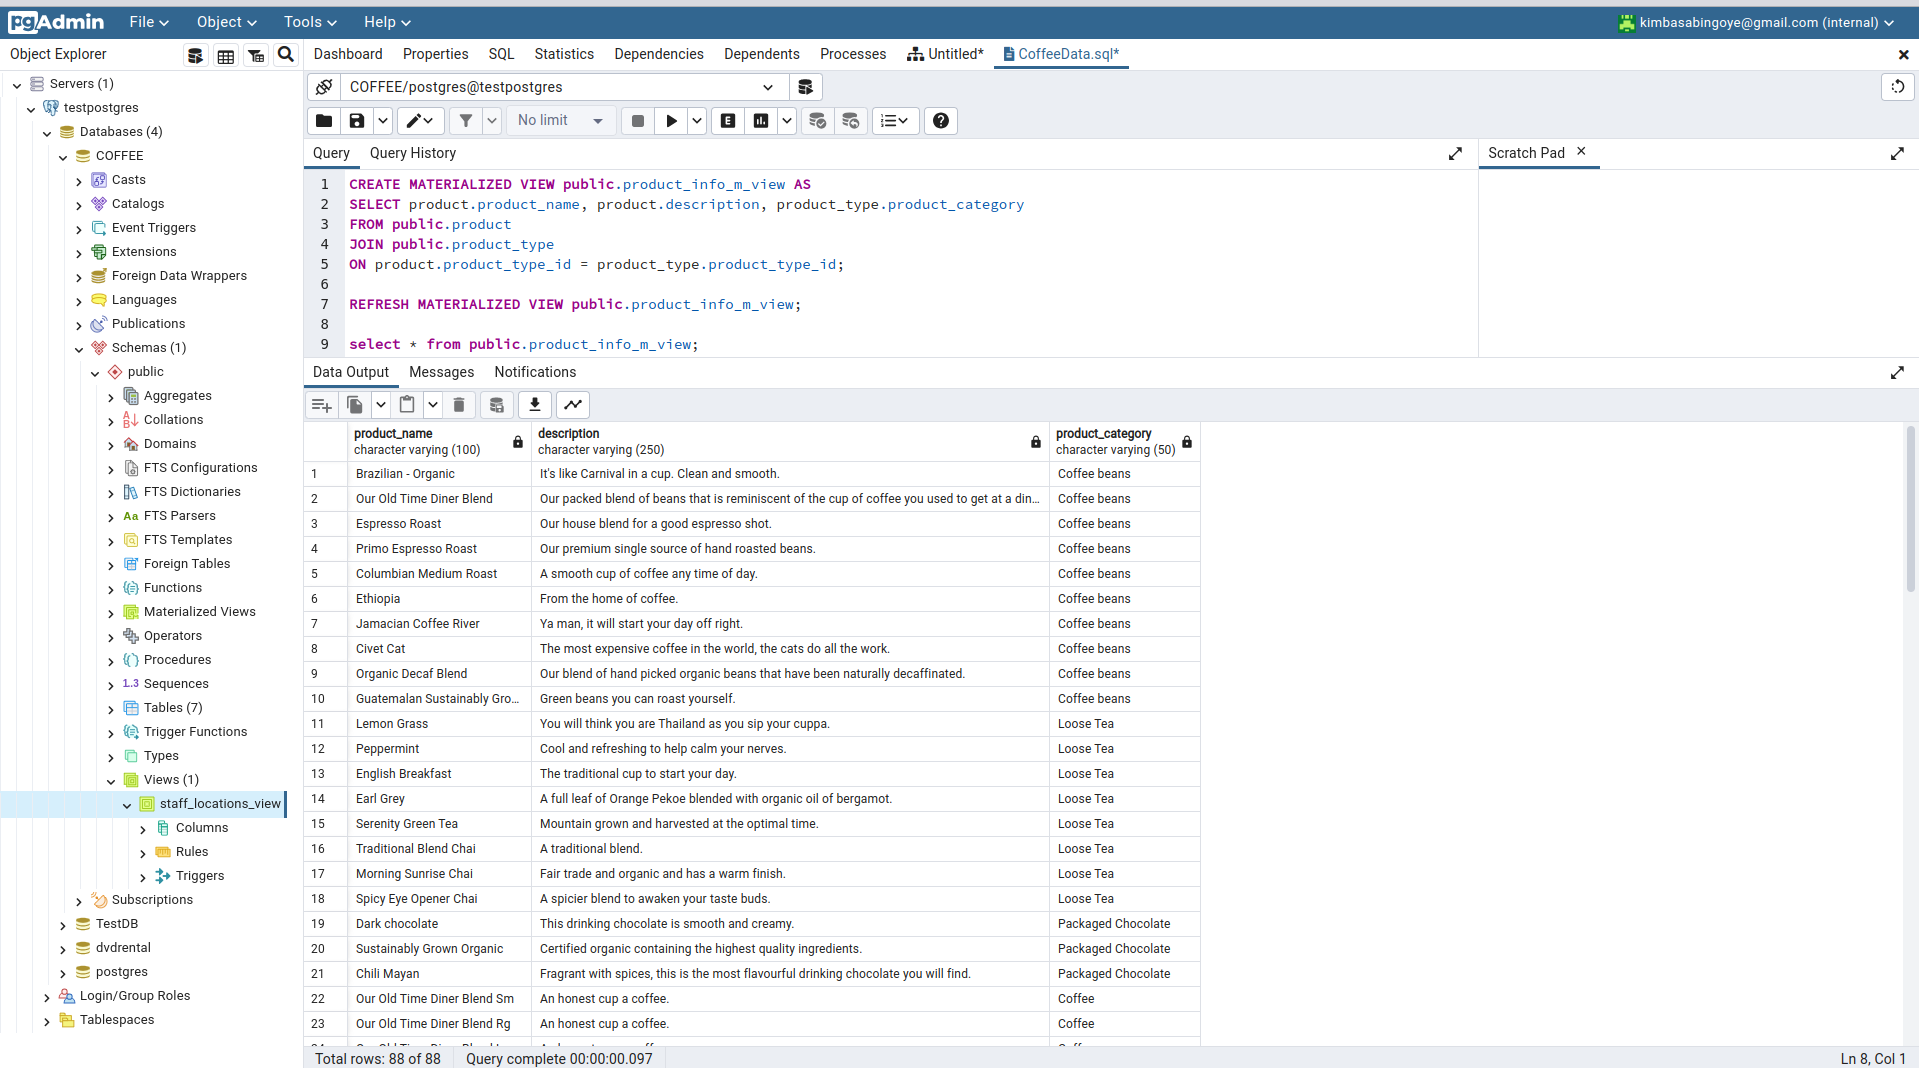 pgAdmin File Object Tools Help kimbasabingoye@gmail.com (internal)
Object Explorer Dashboard Properties SQL Statistics Dependencies Dependents Processes Untitled* CoffeeData.sql*
Servers (1)
testpostgres
Databases (4)
COFFEE
Casts
Catalogs
Event Triggers
Extensions
Foreign Data Wrappers
Languages
Publications
Schemas (1)
public
Aggregates
Collations
Domains
FTS Configurations
FTS Dictionaries
Aa FTS Parsers
FTS Templates
Foreign Tables
Functions
Materialized Views
Operators
Procedures
1..3 Sequences
Tables (7)
Trigger Functions
Types
Views (1)
staff_locations_view
Columns
Rules
Triggers
Subscriptions
TestDB
dvdrental
postgres
Login/Group Roles
Tablespaces
COFFEE/postgres@testpostgres
No limit E
Query Query History Scratch Pad
1 CREATE MATERIALIZED VIEW public.product_info_m_view AS
2 SELECT product.product_name, product.description, product_type.product_category
3 FROM public.product
4 JOIN public.product_type
5 ON product.product_type_id = product_type.product_type_id;
6
7 REFRESH MATERIALIZED VIEW public.product_info_m_view;
8
9 select * from public.product_info_m_view;
Data Output Messages Notifications
product_name description product_category
character varying (100) character varying (250) character varying (50)
1 Brazilian - Organic It's like Carnival in a cup. Clean and smooth. Coffee beans
2 Our Old Time Diner Blend Our packed blend of beans that is reminiscent of the cup of coffee you used to get at a din... Coffee beans
3 Espresso Roast Our house blend for a good espresso shot. Coffee beans
4 Primo Espresso Roast Our premium single source of hand roasted beans. Coffee beans
5 Columbian Medium Roast A smooth cup of coffee any time of day. Coffee beans
6 Ethiopia From the home of coffee. Coffee beans
7 Jamacian Coffee River Ya man, it will start your day off right. Coffee beans
8 Civet Cat The most expensive coffee in the world, the cats do all the work. Coffee beans
9 Organic Decaf Blend Our blend of hand picked organic beans that have been naturally decaffinated. Coffee beans
10 Guatemalan Sustainably Gro... Green beans you can roast yourself. Coffee beans
11 Lemon Grass You will think you are Thailand as you sip your cuppa. Loose Tea
12 Peppermint Cool and refreshing to help calm your nerves. Loose Tea
13 English Breakfast The traditional cup to start your day. Loose Tea
14 Earl Grey A full leaf of Orange Pekoe blended with organic oil of bergamot. Loose Tea
15 Serenity Green Tea Mountain grown and harvested at the optimal time. Loose Tea
16 Traditional Blend Chai A traditional blend. Loose Tea
17 Morning Sunrise Chai Fair trade and organic and has a warm finish. Loose Tea
18 Spicy Eye Opener Chai A spicier blend to awaken your taste buds. Loose Tea
19 Dark chocolate This drinking chocolate is smooth and creamy. Packaged Chocolate
20 Sustainably Grown Organic Certified organic containing the highest quality ingredients. Packaged Chocolate
21 Chili Mayan Fragrant with spices, this is the most flavourful drinking chocolate you will find. Packaged Chocolate
22 Our Old Time Diner Blend Sm An honest cup a coffee. Coffee
23 Our Old Time Diner Blend Rg An honest cup a coffee. Coffee
Total rows: 88 of 88 Query complete 00:00:00.097 Ln 8, Col 1